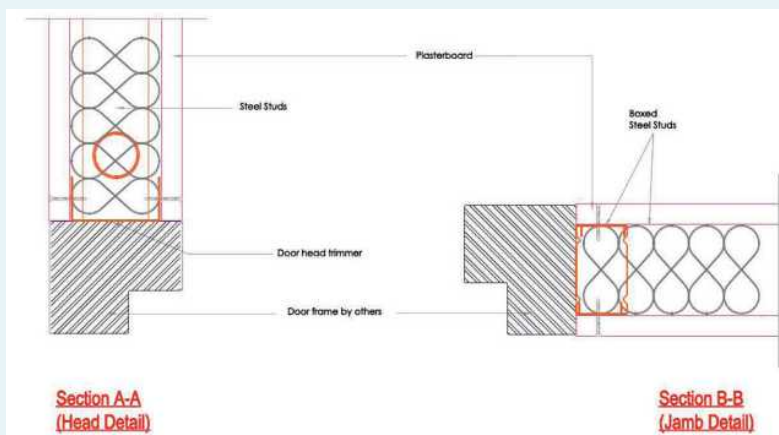 Plasterboard
Steel Studs
Boxed
Steel Studs
Door head trimmer
Door frame by others
Section A-A
(Head Detail)
Section B-B
(Jamb Detail)